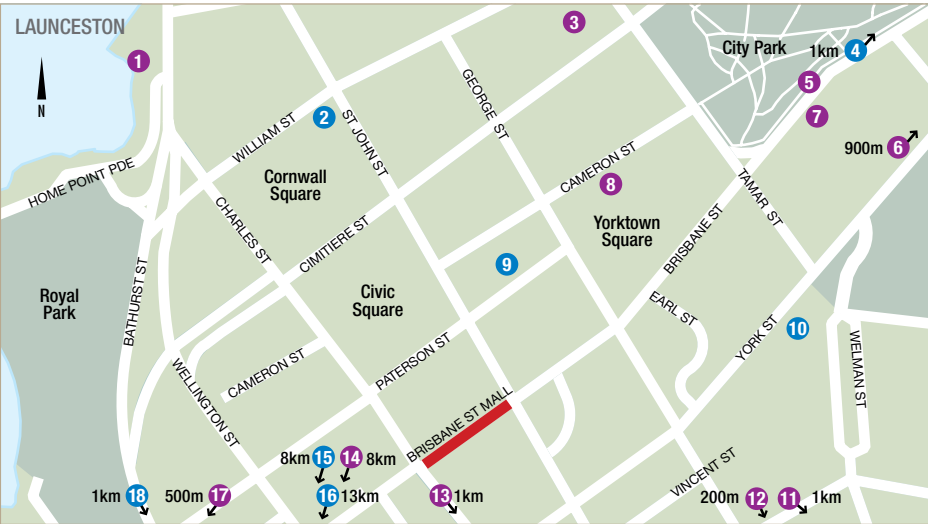 LAUNCESTON
N
1
2
3
City Park
1km 4
5
7
900m 6
WILLIAM ST
ST JOHN ST
GEORGE ST
CAMERON ST
8
HOME POINT PDE
Cornwall
Square
CHARLES ST
CIMITIERE ST
Yorktown
Square
TAMAR ST
BRISBANE ST
9
Royal
Park
BATHURST ST
Civic
Square
EARL ST
YORK ST
10
WELMAN ST
WELLINGTON ST
CAMERON ST
PATERSON ST
BRISBANE ST MALL
VINCENT ST
8km 15
14 8km
1km 18
500m 17
16 13km
13 1km
200m 12
11 1km